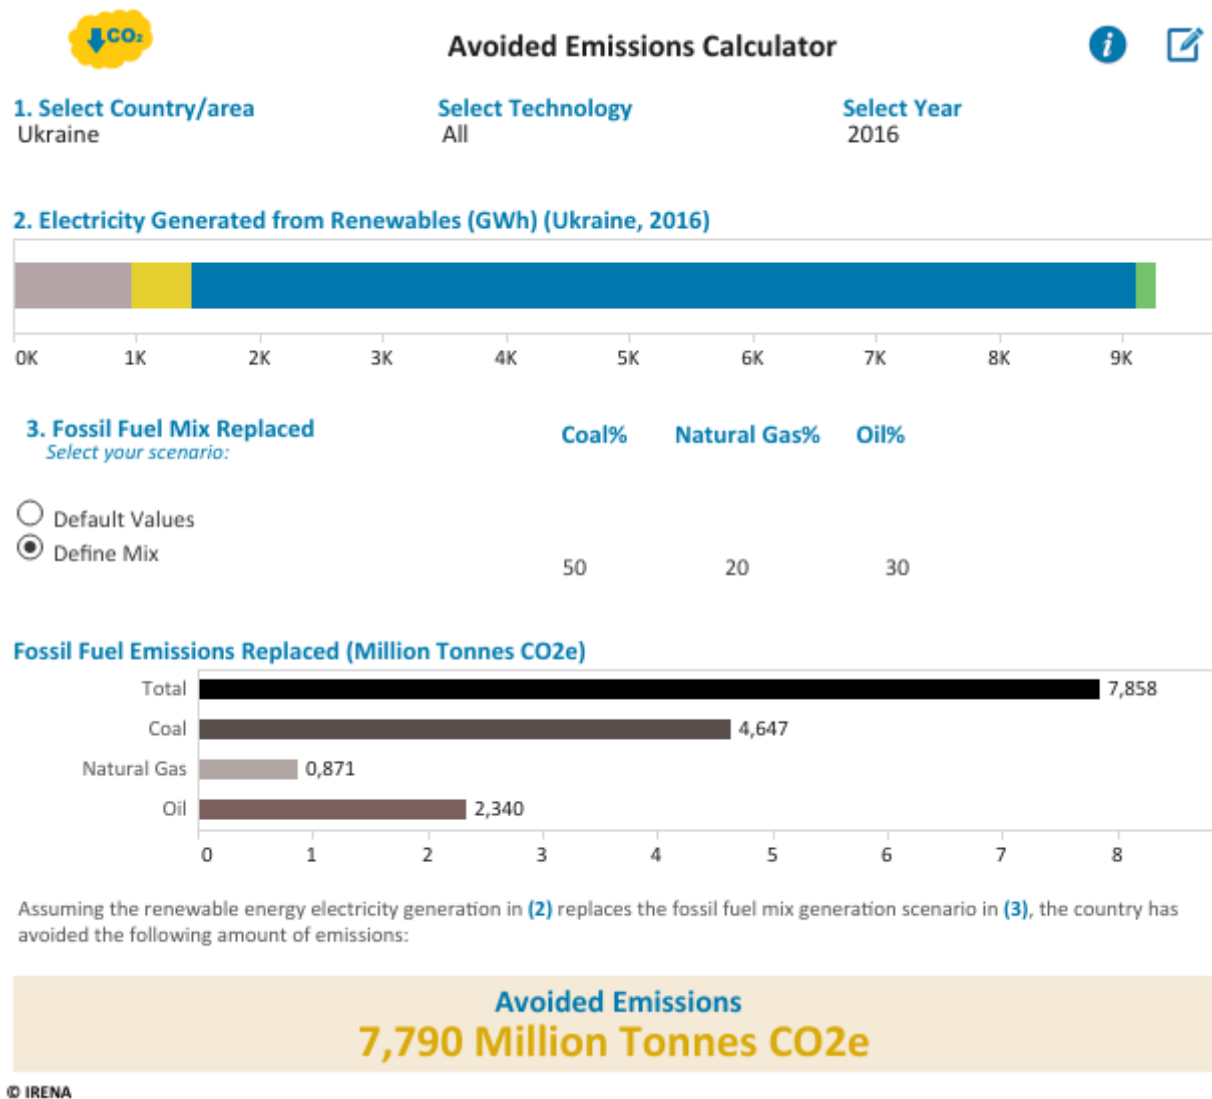 CO₂
Avoided Emissions Calculator
i
1. Select Country/area Select Technology Select Year
Ukraine All 2016
2. Electricity Generated from Renewables (GWh) (Ukraine, 2016)
0K 1K 2K 3K 4K 5K 6K 7K 8K 9K
3. Fossil Fuel Mix Replaced Coal% Natural Gas% Oil%
Select your scenario:
Default Values
Define Mix
50 20 30
Fossil Fuel Emissions Replaced (Million Tonnes CO2e)
Total 7,858
Coal 4,647
Natural Gas 0,871
Oil 2,340
0 1 2 3 4 5 6 7 8
Assuming the renewable energy electricity generation in (2) replaces the fossil fuel mix generation scenario in (3), the country has
avoided the following amount of emissions:
Avoided Emissions
7,790 Million Tonnes CO2e
© IRENA